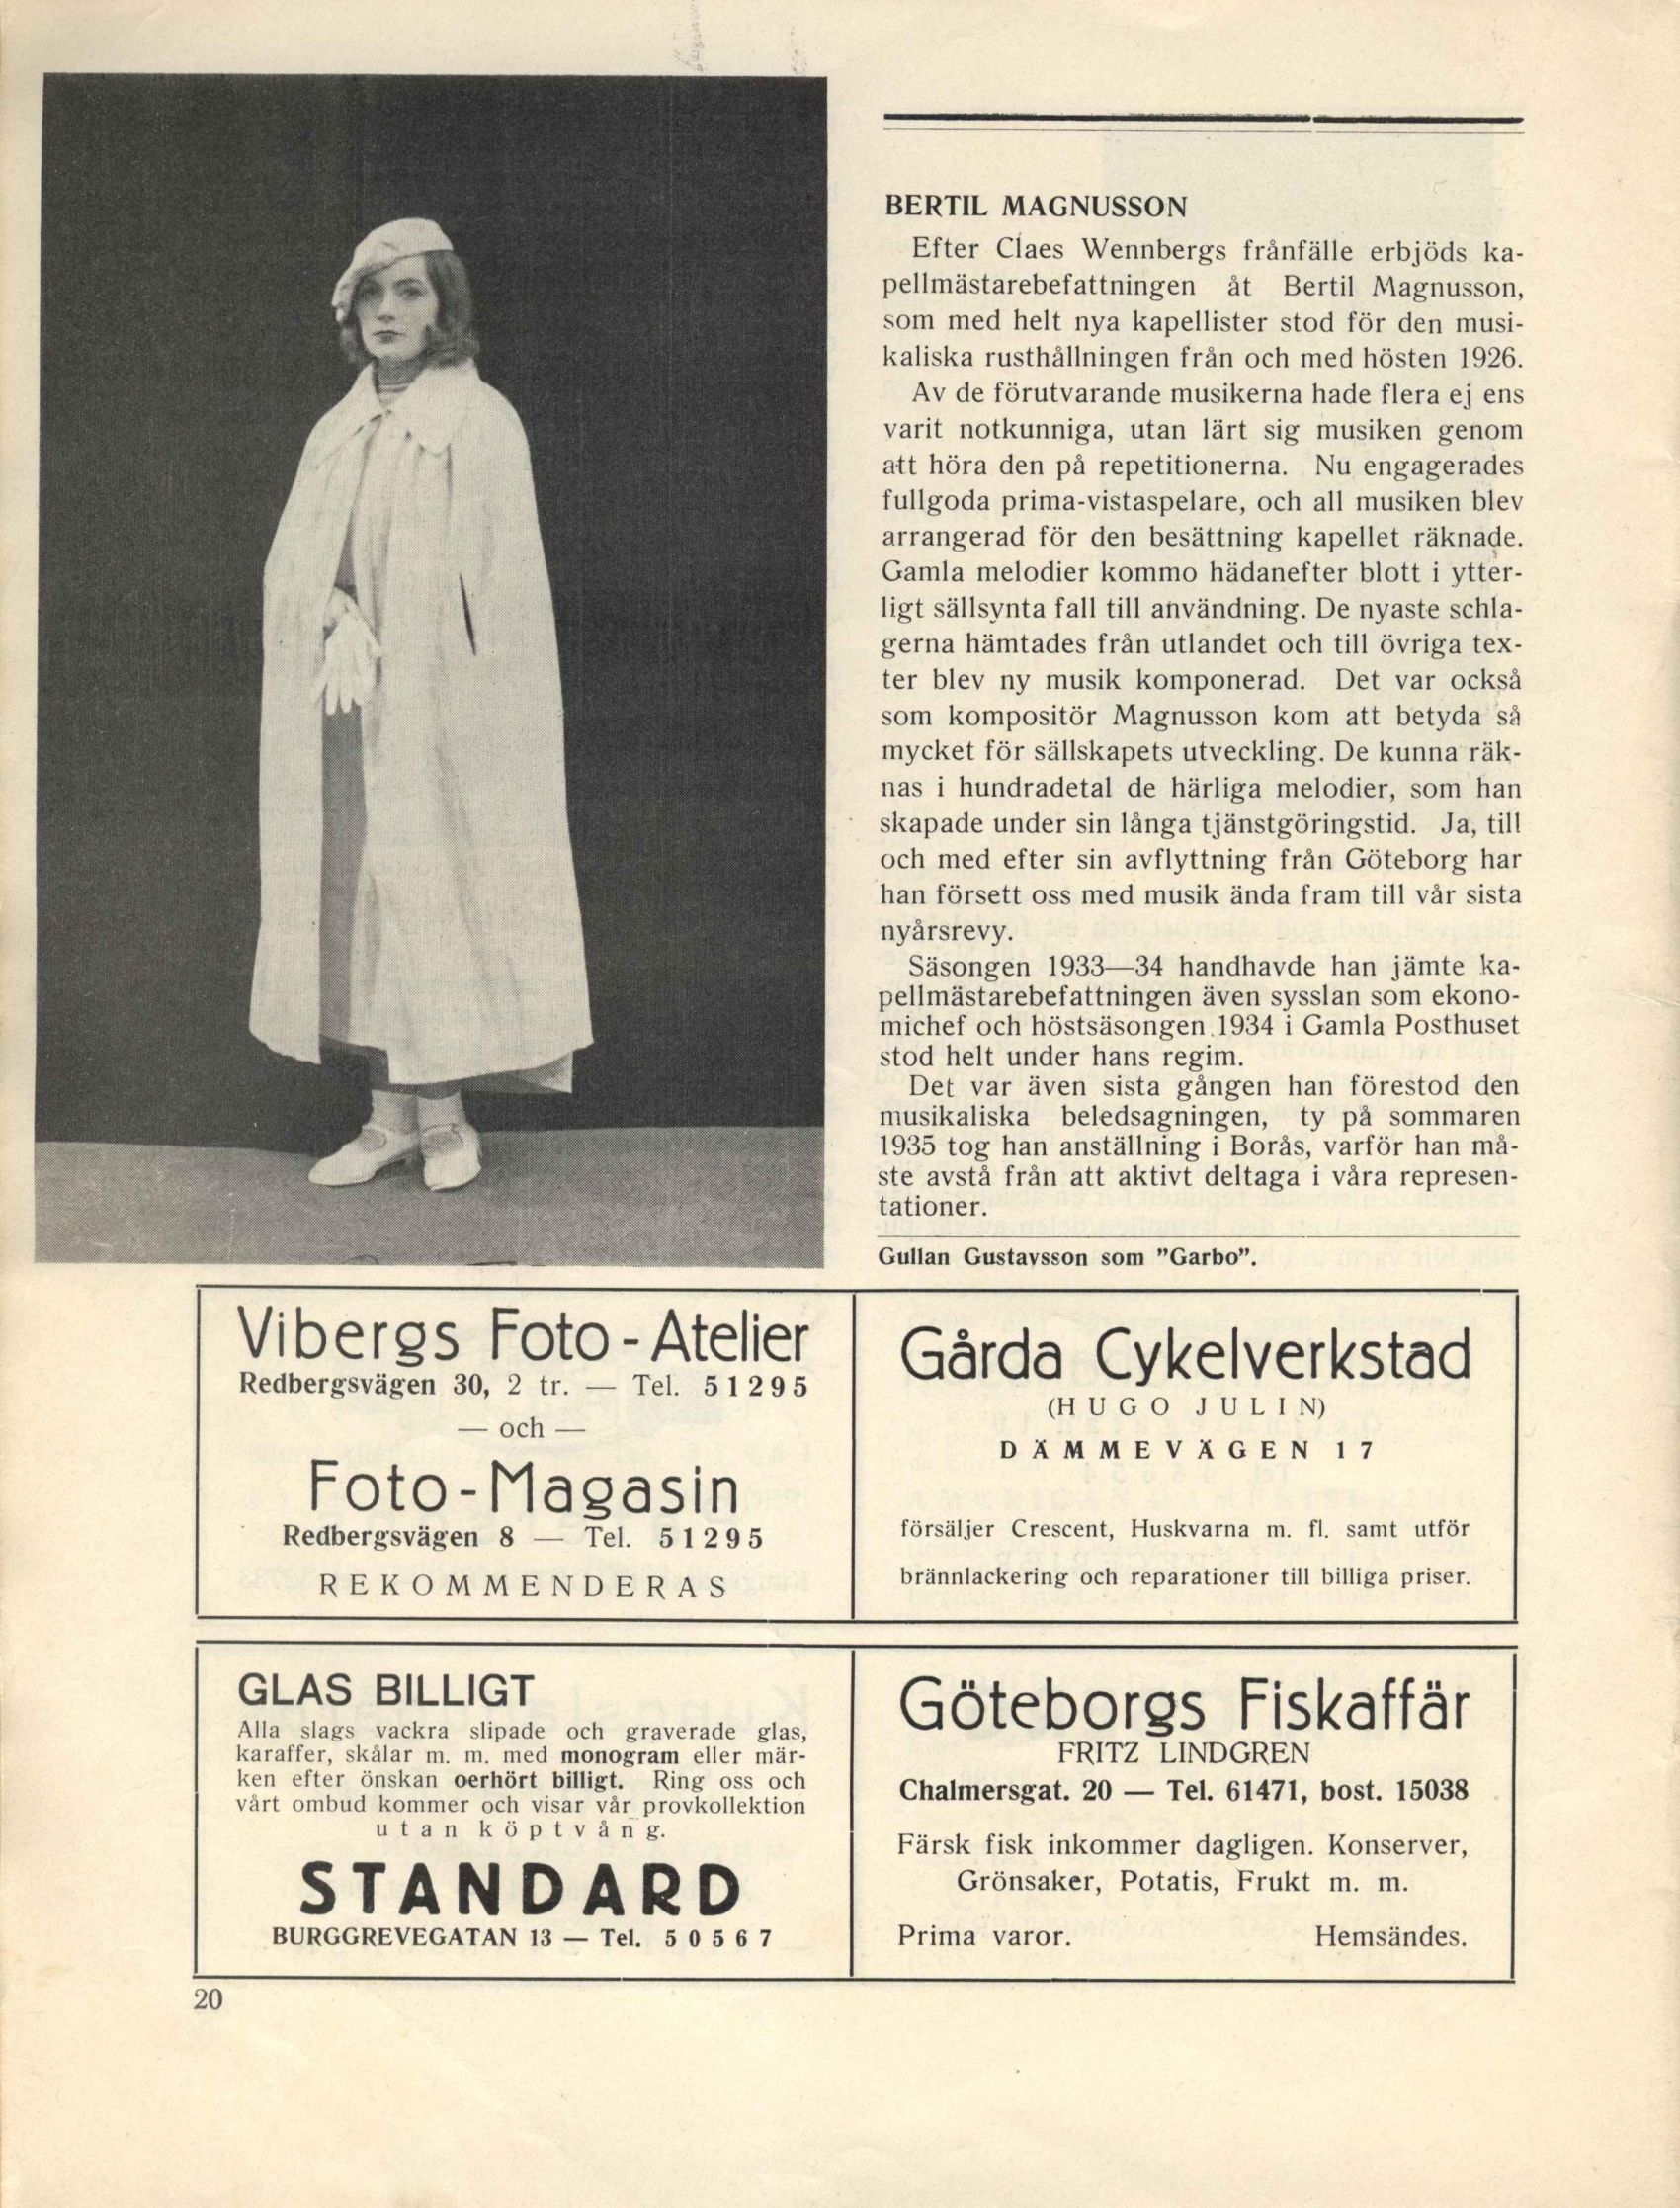 BERTIL MAGNUSSON
Efter Claes Wennbergs frånfälle erbjöds ka-
pellmästarebefattningen åt Bertil Magnusson,
som med helt nya kapellister stod för den musi-
kaliska rusthållningen från och med hösten 1926.
Av de förutvarande musikerna hade flera ej ens
varit notkunniga, utan lärt sig musiken genom
att höra den på repetitionerna. Nu engagerades
fullgoda prima-vistaspelare, och all musiken blev
arrangerad för den besättning kapellet räknade.
Gamla melodier kommo hädanefter blott i ytter-
ligt sällsynta fall till användning. De nyaste schla-
gerna hämtades från utlandet och till övriga tex-
ter blev ny musik komponerad. Det var också
som kompositör Magnusson kom att betyda så
mycket för sällskapets utveckling. De kunna räk-
nas i hundradetal de härliga melodier, som han
skapade under sin långa tjänstgöringstid. Ja, till
och med efter sin avflyttning från Göteborg har
han försett oss med musik ända fram till vår sista
nyårsrevy.
Säsongen 1933—34 handhavde han jämte ka-
pellmästarebefattningen även sysslan som ekono-
michef och höstsäsongen 1934 i Gamla Posthuset
stod helt under hans regim.
Det var även sista gången han förestod den
musikaliska beledsagningen, ty på sommaren
1935 tog han anställning i Borås, varför han må-
ste avstå från att aktivt deltaga i våra represen-
tationer.
Gullan Gustavsson som ”Garbo”.
Vibergs Foto-Atelier
Redbergsvägen 30, 2 tr. — Tel. 51295
— och —
Foto-Magasin
Redbergsvägen 8 — Tel. 51295
REKOMMENDERAS
Gårda Cykelverkstad
(HUGO JULIN)
DÄMMEVÄGEN 17
försäljer Crescent, Huskvarna m. fl. samt utför
brännlackering och reparationer till billiga priser.
GLAS BILLIGT
Alla slags vackra slipade och graverade glas,
karaffer, skålar m. m. med monogram eller mär-
ken efter önskan oerhört billigt. Ring oss och
vårt ombud kommer och visar vår provkollektion
utan köptvång.
STANDARD
BURGGREVEGATAN 13 — Tel. 50567
Göteborgs Fiskaffär
FRITZ LINDGREN
Chalmersgat. 20 — Tel. 61471, bost. 15038
Färsk fisk inkommer dagligen. Konserver,
Grönsaker, Potatis, Frukt m. m.
Prima varor. Hemsändes.
20